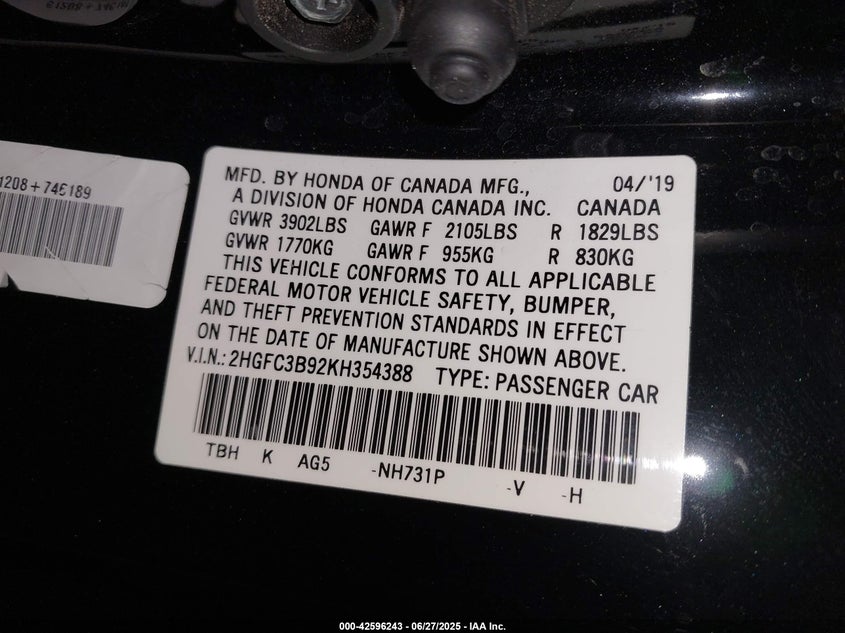 1208+746189
MFD. BY HONDA OF CANADA MFG., 04/'19
A DIVISION OF HONDA CANADA INC. CANADA
GVWR 3902LBS GAWR F 2105LBS R 1829LBS
GVWR 1770KG GAWR F 955KG R 830KG
THIS VEHICLE CONFORMS TO ALL APPLICABLE
FEDERAL MOTOR VEHICLE SAFETY, BUMPER,
AND THEFT PREVENTION STANDARDS IN EFFECT
ON THE DATE OF MANUFACTURE SHOWN ABOVE.
V.I.N.: 2HGFC3B92KH354388 TYPE: PASSENGER CAR
TBH K AG5 -NH731P -V -H
000-42596243 - 06/27/2025 - IAA Inc.